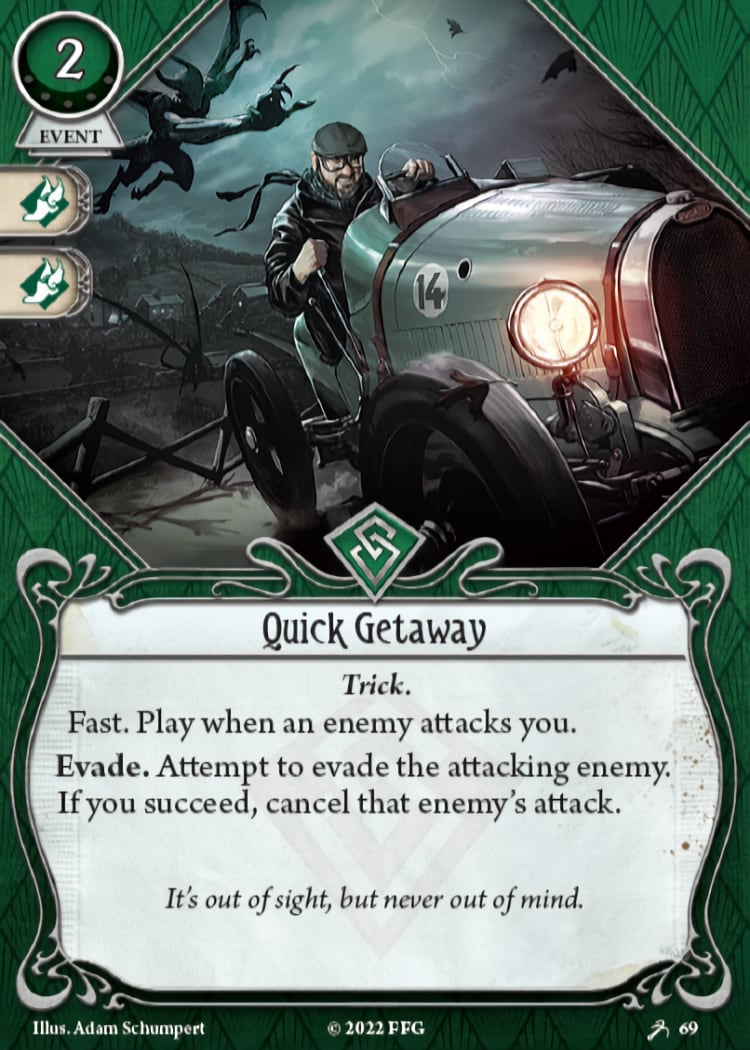 2
EVENT
14
Quick Getaway
Trick.
Fast. Play when an enemy attacks you.
Evade. Attempt to evade the attacking enemy.
If you succeed, cancel that enemy's attack.
It's out of sight, but never out of mind.
Illus. Adam Schumpert © 2022 FFG 69